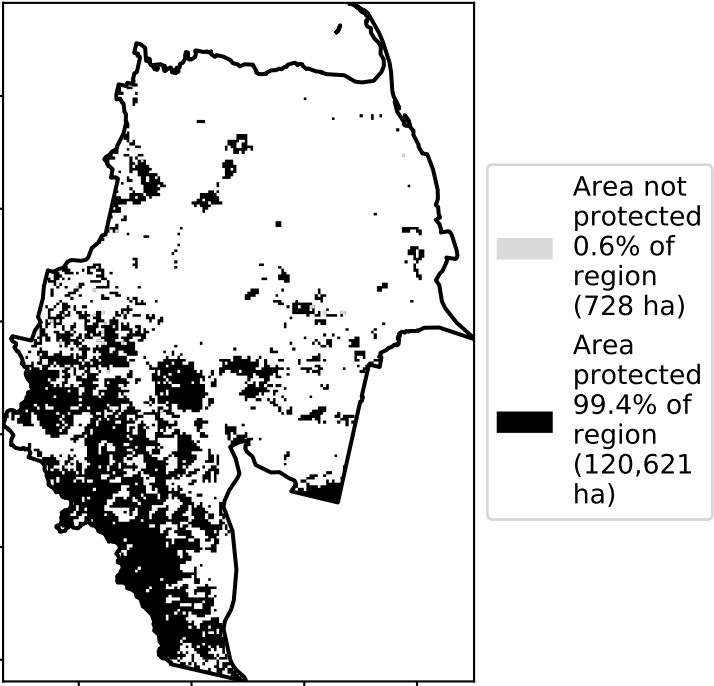 Area not
protected
0.6% of
region
(728 ha)
Area
protected
99.4% of
region
(120,621
ha)